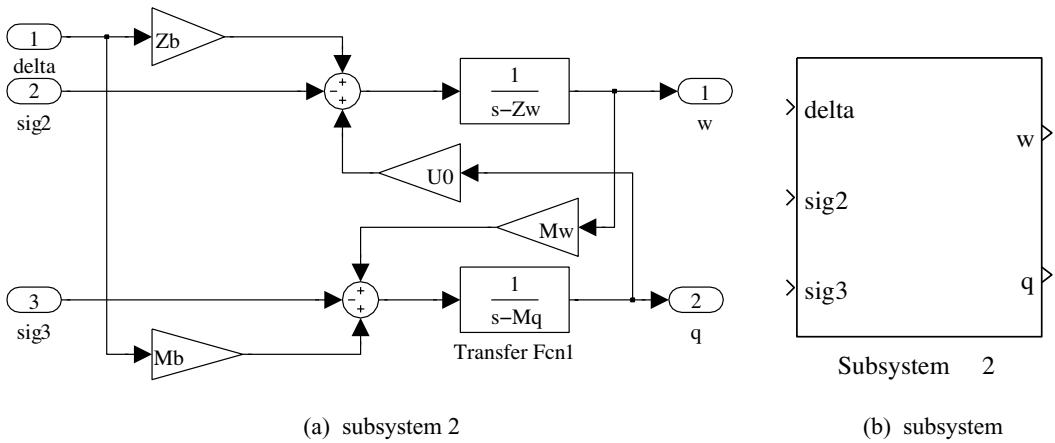 1
delta
Zb
2
sig2
+
−
+
1
s−Zw
1
w
U0
Mw
3
sig3
+
−
+
1
s−Mq
Transfer Fcn1
2
q
Mb
(a) subsystem 2
delta
sig2
sig3
w
q
Subsystem 2
(b) subsystem